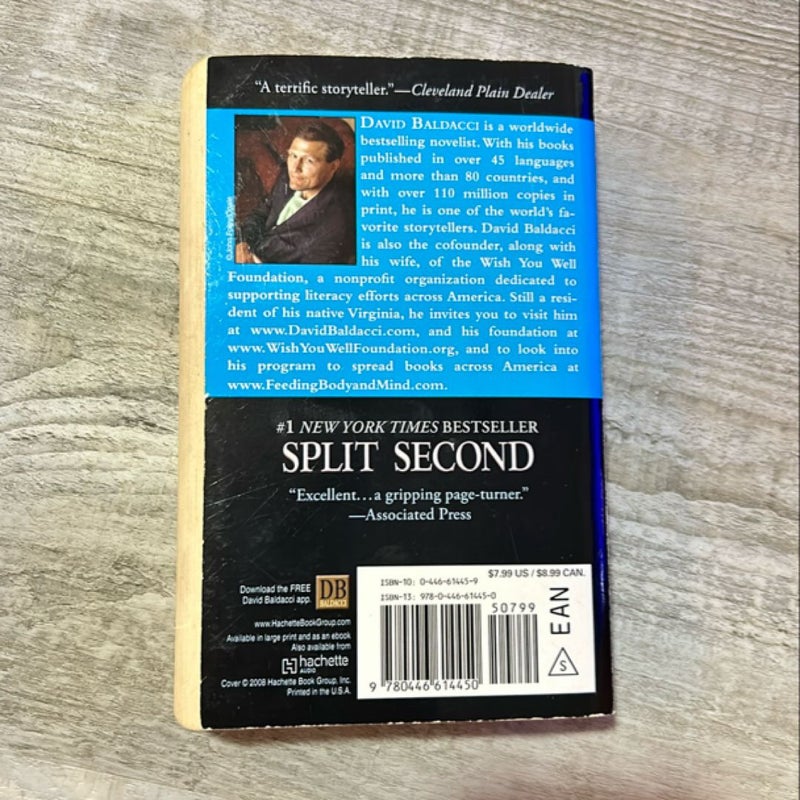 “A terrific storyteller.”—Cleveland Plain Dealer
DAVID BALDACCI is a worldwide
bestselling novelist. With his books
published in over 45 languages
and more than 80 countries, and
with over 110 million copies in
print, he is one of the world’s fa-
vorite storytellers. David Baldacci
is also the cofounder, along with
his wife, of the Wish You Well
Foundation, a nonprofit organization dedicated to
supporting literacy efforts across America. Still a resi-
dent of his native Virginia, he invites you to visit him
at www.DavidBaldacci.com, and his foundation at
www.WishYouWellFoundation.org, and to look into
his program to spread books across America at
www.FeedingBodyandMind.com.
#1 NEW YORK TIMES BESTSELLER
SPLIT SECOND
“Excellent…a gripping page-turner.”
—Associated Press
Download the FREE
David Baldacci app.
DB
BALDACCI
www.HachetteBookGroup.com
Available in large print and as an ebook
Also available from
hachette
AUDIO
Cover © 2008 Hachette Book Group, Inc.
Printed in the U.S.A.
$7.99 US / $8.99 CAN.
ISBN-10: 0-446-61445-9
ISBN-13: 978-0-446-61445-0
50799
EAN
S
9 780446 614450